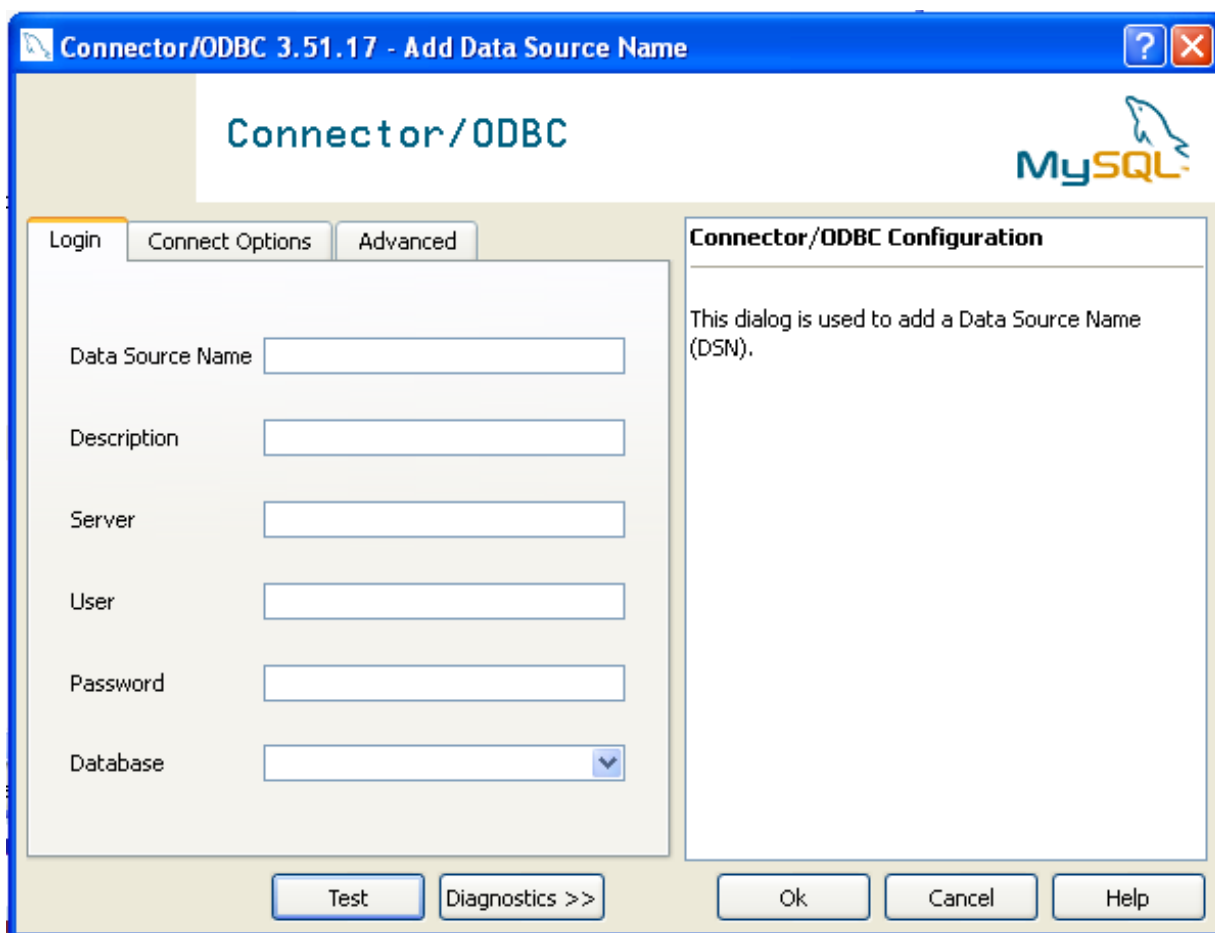 Connector/ODBC 3.51.17 - Add Data Source Name
Connector/ODBC
MySQL
Login
Connect Options
Advanced
Data Source Name
Description
Server
User
Password
Database
Connector/ODBC Configuration
This dialog is used to add a Data Source Name
(DSN).
Test
Diagnostics >>
Ok
Cancel
Help